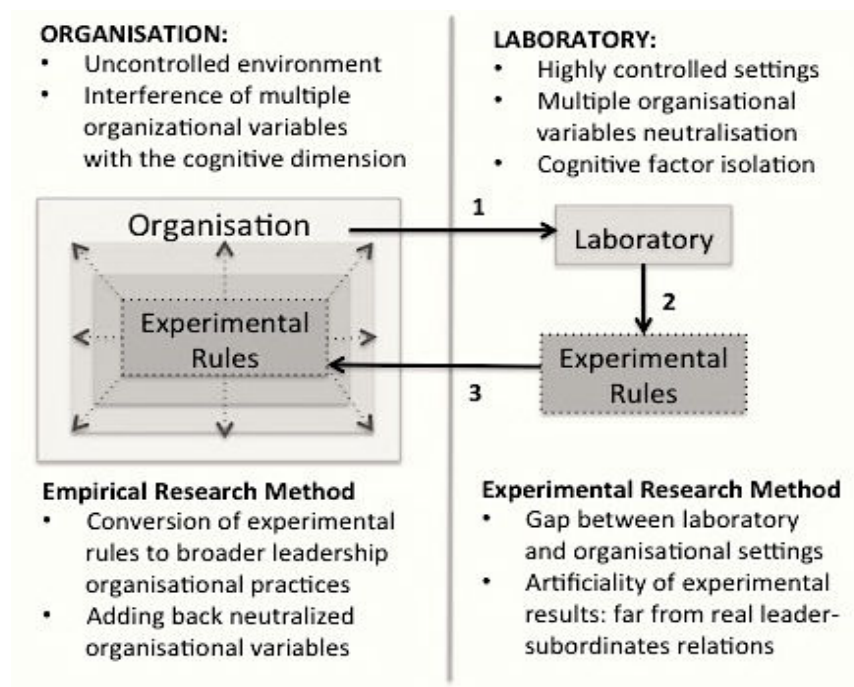 ORGANISATION:
• Uncontrolled environment
• Interference of multiple
organizational variables
with the cognitive dimension
LABORATORY:
• Highly controlled settings
• Multiple organisational
variables neutralisation
• Cognitive factor isolation
Organisation
1
Laboratory
2
Experimental
Rules
Experimental
Rules
3
Empirical Research Method
• Conversion of experimental
rules to broader leadership
organisational practices
• Adding back neutralized
organisational variables
Experimental Research Method
• Gap between laboratory
and organisational settings
• Artificiality of experimental
results: far from real leader-
subordinates relations